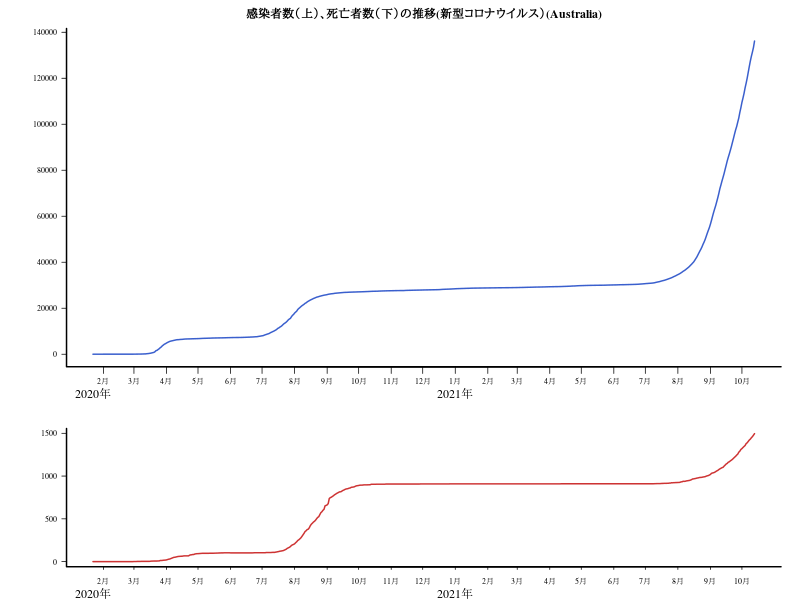 感染者数（上）、死亡者数（下）の推移(新型コロナウイルス）(Australia)
140000
120000
100000
80000
60000
40000
20000
0
2月 3月 4月 5月 6月 7月 8月 9月 10月 11月 12月 1月 2月 3月 4月 5月 6月 7月 8月 9月 10月
2020年 2021年
1500
1000
500
0
2月 3月 4月 5月 6月 7月 8月 9月 10月 11月 12月 1月 2月 3月 4月 5月 6月 7月 8月 9月 10月
2020年 2021年